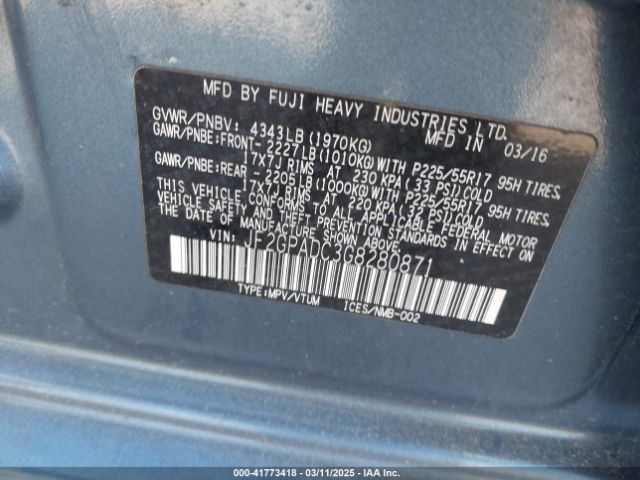 MFD BY FUJI HEAVY INDUSTRIES LTD.
GVWR/PNBV: 4343LB(1970KG) MFD IN 03/16
GAWR/PNBE:FRONT-2227LB(1010KG)WITH P225/55R17 95H TIRES,
17X7J RIMS AT 230 KPA(33 PSI)COLD
GAWR/PNBE:REAR -2205LB(1000KG)WITH P225/55R17 95H TIRES,
17X7J RIMS AT 220 KPA(32 PSI)COLD
THIS VEHICLE CONFORMS TO ALL APPLICABLE FEDERAL MOTOR
VEHICLE SAFETY AND BUMPER STANDARDS IN EFFECT
ON THE DATE OF MANUFACTURE SHOWN ABOVE.
VIN: JF2GPADC3G8280871
TYPE:MPV/VTUM ICES/NMB-002
000-41773418 - 03/11/2025 - IAA Inc.